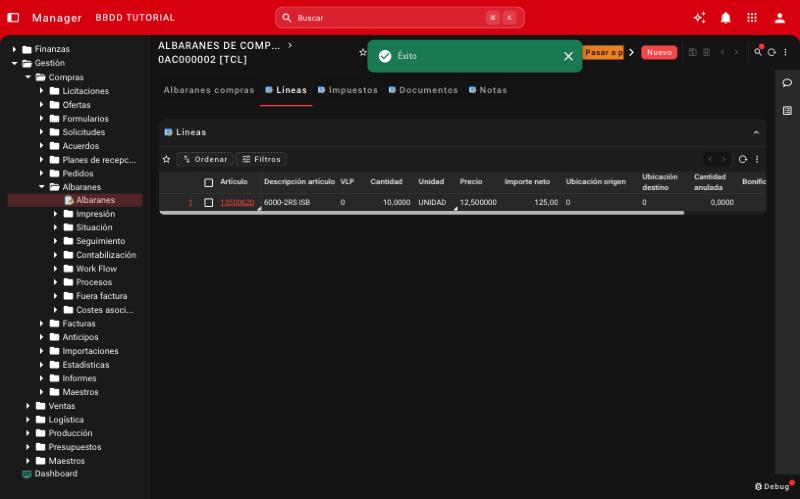 Manager BBDD TUTORIAL
Buscar ⌘ K
Finanzas
Gestión
Compras
Licitaciones
Ofertas
Formularios
Solicitudes
Acuerdos
Planes de recepc...
Pedidos
Albaranes
Albaranes
Impresión
Situación
Seguimiento
Contabilización
Work Flow
Procesos
Fuera factura
Costes asoci...
Facturas
Anticipos
Importaciones
Estadísticas
Informes
Maestros
Ventas
Logística
Producción
Presupuestos
Maestros
Dashboard
ALBARANES DE COMP... >
0AC000002 [TCL]
Éxito
Pasar a p
Nuevo
Albaranes compras Líneas Impuestos Documentos Notas
Líneas
Ordenar Filtros
Artículo Descripción artículo VLP Cantidad Unidad Precio Importe neto Ubicación origen Ubicación destino Cantidad anulada Bonific
1 13500620 6000-2RS ISB 0 10,0000 UNIDAD 12,500000 125,00 0 0 0,0000
Debug